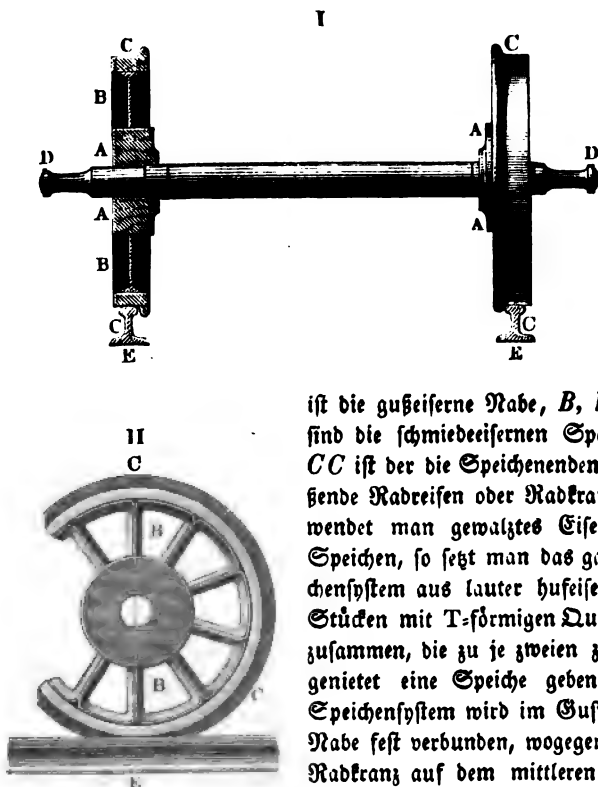 I
C C
B
A A
D D
A A
B
C C
E E
II
C
B
B
C
E
ist die gußeiserne Nabe, B,
sind die schmiedeeisernen Spe
CC ist der die Speichenenden
ßende Radreifen oder Radkra
wendet man gewalztes Eise
Speichen, so setzt man das ga
chensystem aus lauter hufeise
Stücken mit T-förmigen Qu
zusammen, die zu je zweien z
genietet eine Speiche geben
Speichensystem wird im Guß
Nabe fest verbunden, wogegen
Radkranz auf dem mittleren